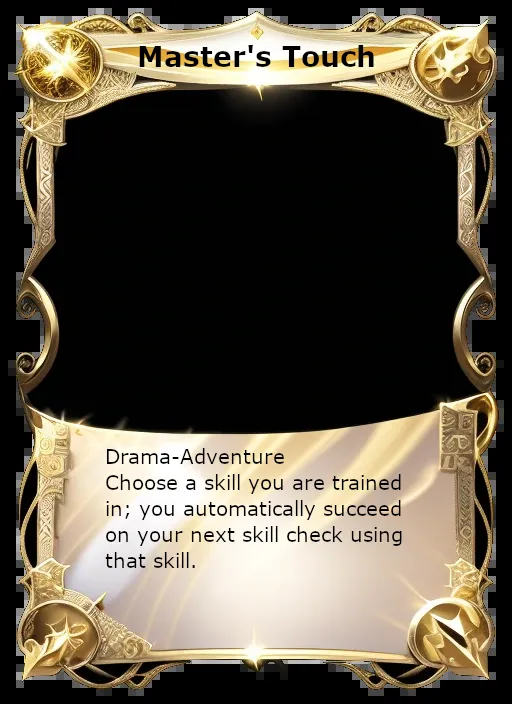 Master's Touch
Drama-Adventure
Choose a skill you are trained
in; you automatically succeed
on your next skill check using
that skill.